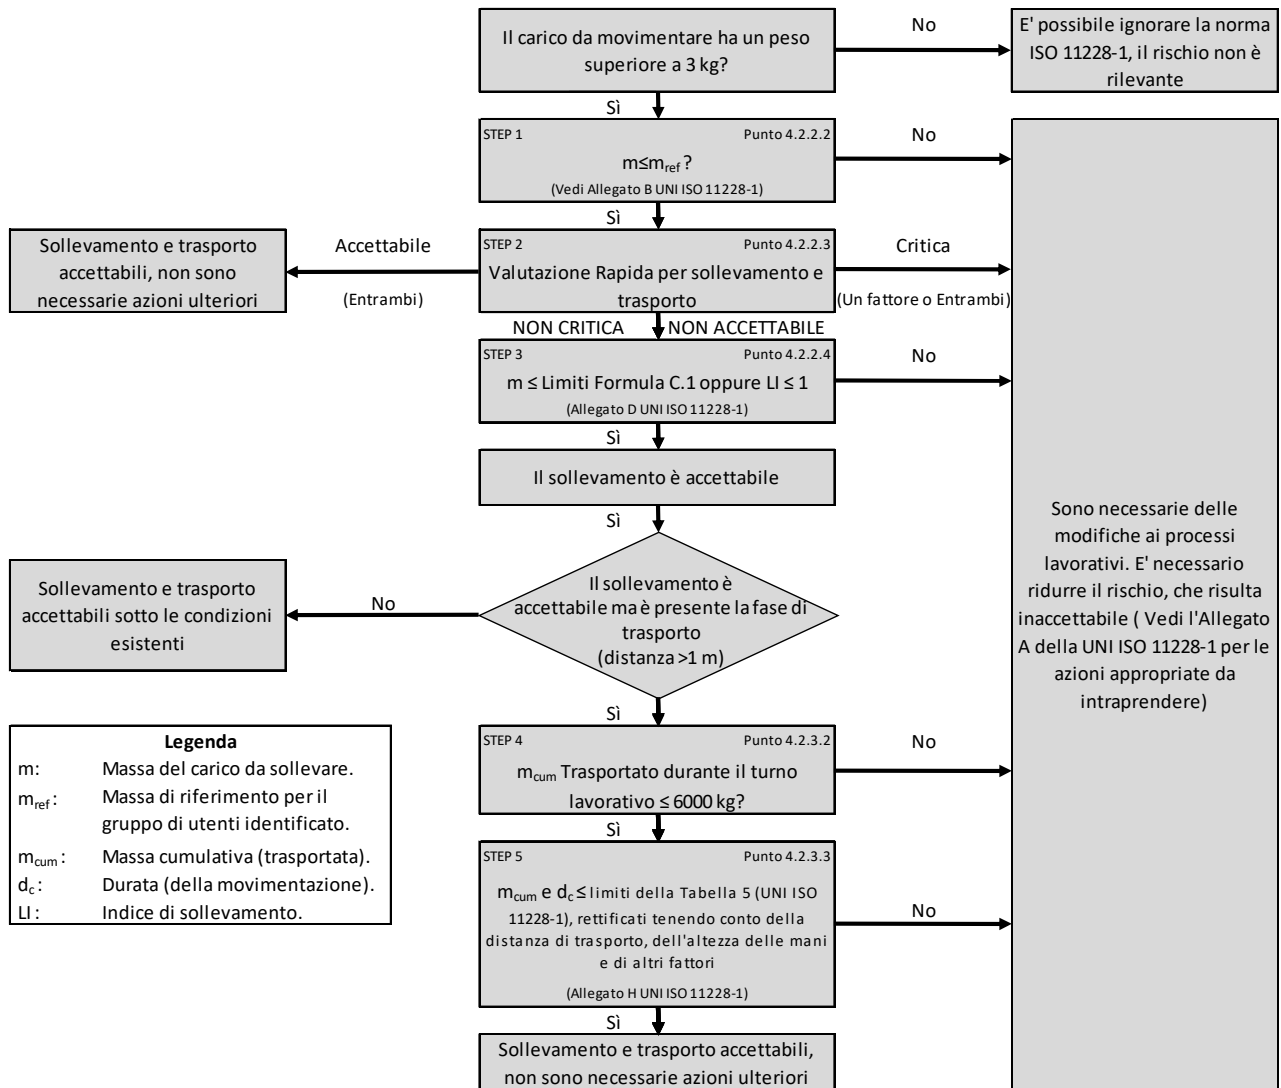 Il carico da movimentare ha un peso
superiore a 3 kg?
No
E' possibile ignorare la norma
ISO 11228-1, il rischio non è
rilevante
Sì
STEP 1 Punto 4.2.2.2
m≤mref ?
(Vedi Allegato B UNI ISO 11228-1)
No
Sì
Sollevamento e trasporto
accettabili, non sono
necessarie azioni ulteriori
Accettabile
(Entrambi)
STEP 2 Punto 4.2.2.3
Valutazione Rapida per sollevamento e
trasporto
Critica
(Un fattore o Entrambi)
NON CRITICA NON ACCETTABILE
STEP 3 Punto 4.2.2.4
m ≤ Limiti Formula C.1 oppure LI ≤ 1
(Allegato D UNI ISO 11228-1)
No
Sì
Il sollevamento è accettabile
Sì
Sollevamento e trasporto
accettabili sotto le condizioni
esistenti
No
Il sollevamento è
accettabile ma è presente la fase di
trasporto
(distanza >1 m)
Sono necessarie delle
modifiche ai processi
lavorativi. E' necessario
ridurre il rischio, che risulta
inaccettabile ( Vedi l'Allegato
A della UNI ISO 11228-1 per le
azioni appropriate da
intraprendere)
Sì
STEP 4 Punto 4.2.3.2
mcum Trasportato durante il turno
lavorativo ≤ 6000 kg?
No
Sì
STEP 5 Punto 4.2.3.3
mcum e dc ≤ limiti della Tabella 5 (UNI ISO
11228-1), rettificati tenendo conto della
distanza di trasporto, dell'altezza delle mani
e di altri fattori
(Allegato H UNI ISO 11228-1)
No
Sì
Sollevamento e trasporto accettabili,
non sono necessarie azioni ulteriori
Legenda
m: Massa del carico da sollevare.
mref : Massa di riferimento per il
gruppo di utenti identificato.
mcum : Massa cumulativa (trasportata).
dc : Durata (della movimentazione).
LI : Indice di sollevamento.